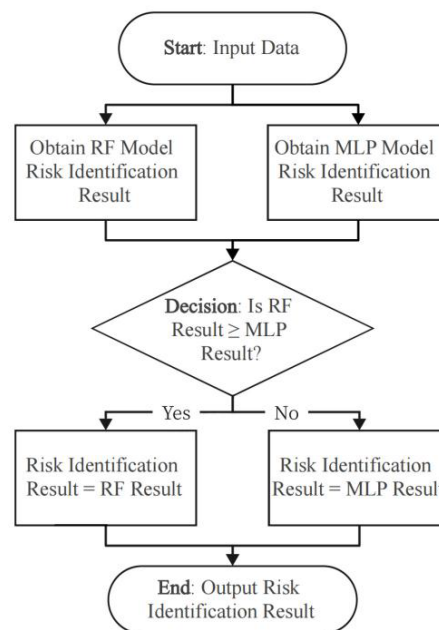 Start: Input Data
Obtain RF Model
Risk Identification
Result
Obtain MLP Model
Risk Identification
Result
Decision: Is RF
Result ≥ MLP
Result?
Yes
No
Risk Identification
Result = RF Result
Risk Identification
Result = MLP Result
End: Output Risk
Identification Result